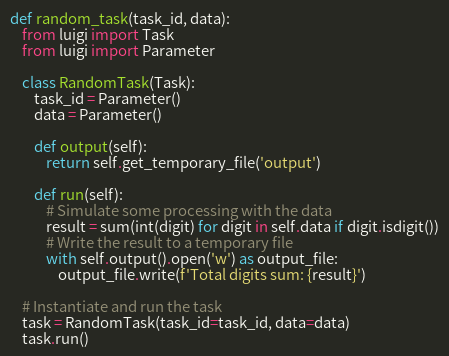 def random_task(task_id, data):
    from luigi import Task
    from luigi import Parameter

    class RandomTask(Task):
        task_id = Parameter()
        data = Parameter()

        def output(self):
            return self.get_temporary_file('output')

        def run(self):
            # Simulate some processing with the data
            result = sum(int(digit) for digit in self.data if digit.isdigit())
            # Write the result to a temporary file
            with self.output().open('w') as output_file:
                output_file.write(f'Total digits sum: {result}')

    # Instantiate and run the task
    task = RandomTask(task_id=task_id, data=data)
    task.run()